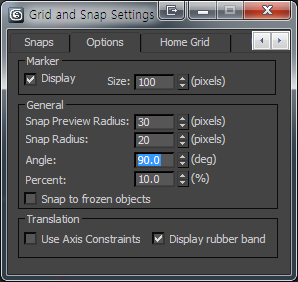 Grid and Snap Settings
Snaps Options Home Grid
Marker
Display Size: 100 (pixels)
General
Snap Preview Radius: 30 (pixels)
Snap Radius: 20 (pixels)
Angle: 90.0 (deg)
Percent: 10.0 (%)
Snap to frozen objects
Translation
Use Axis Constraints Display rubber band